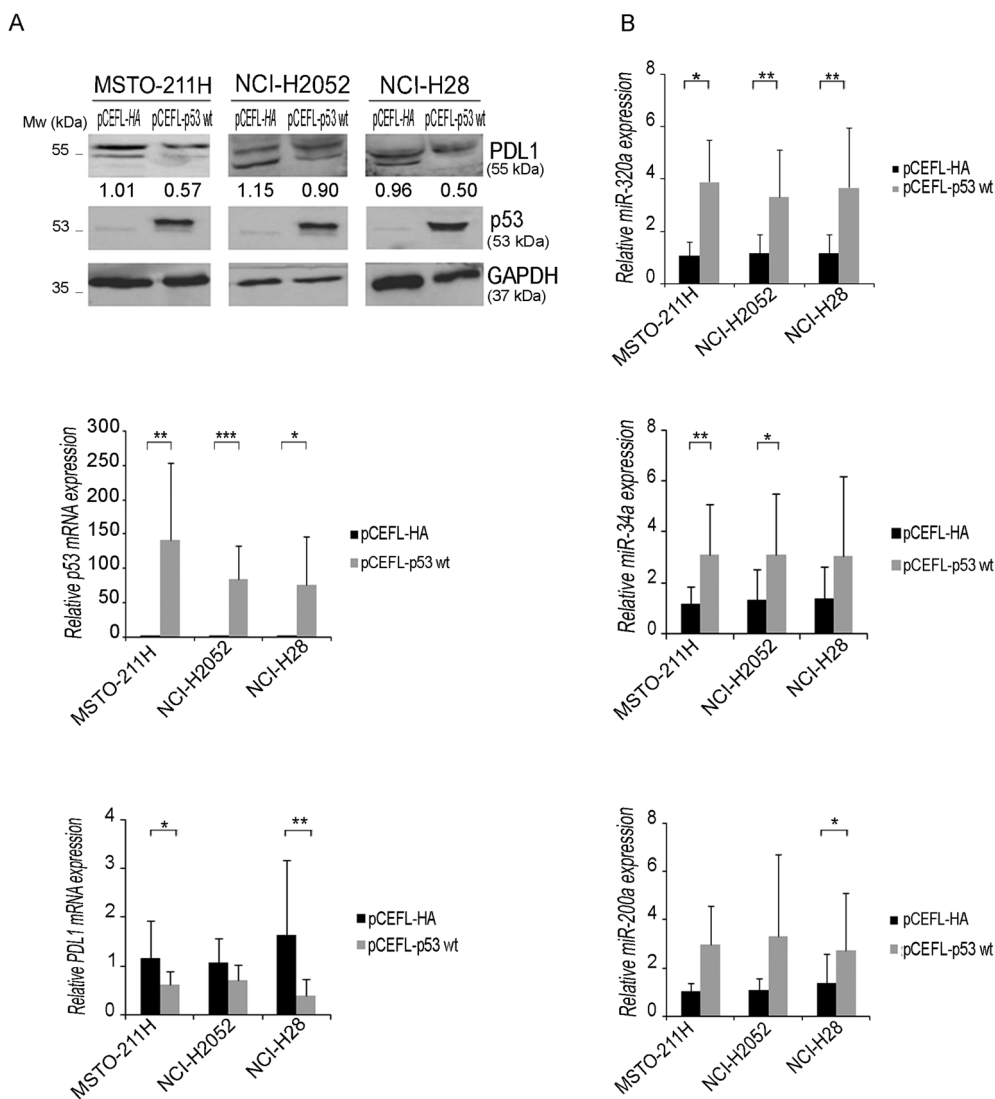 A
MSTO-211H NCI-H2052 NCI-H28
Mw (kDa) pCEFL-HA pCEFL-p53 wt pCEFL-HA pCEFL-p53 wt pCEFL-HA pCEFL-p53 wt
55 PDL1
(55 kDa)
1.01 0.57 1.15 0.90 0.96 0.50
53 p53
(53 kDa)
35 GAPDH
(37 kDa)
B
Relative miR-320a expression
8
6
4
2
0
* ** **
MSTO-211H NCI-H2052 NCI-H28
pCEFL-HA
pCEFL-p53 wt
Relative p53 mRNA expression
300
250
200
150
100
50
0
** *** *
MSTO-211H NCI-H2052 NCI-H28
pCEFL-HA
pCEFL-p53 wt
Relative miR-34a expression
8
6
4
2
0
** *
MSTO-211H NCI-H2052 NCI-H28
pCEFL-HA
pCEFL-p53 wt
Relative PDL1 mRNA expression
4
3
2
1
0
* **
MSTO-211H NCI-H2052 NCI-H28
pCEFL-HA
pCEFL-p53 wt
Relative miR-200a expression
8
6
4
2
0
*
MSTO-211H NCI-H2052 NCI-H28
pCEFL-HA
pCEFL-p53 wt